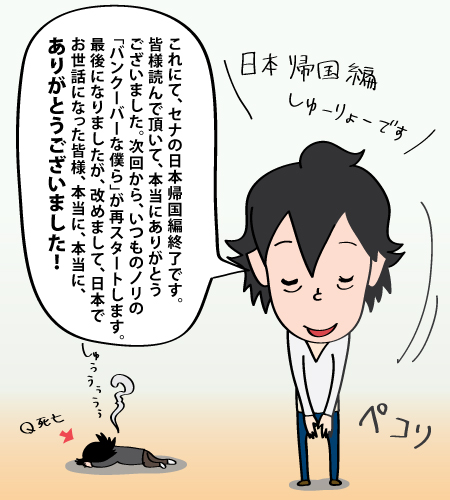 日本帰国編
しゅーりょーです
これにて、セナの日本帰国編終了です。
皆様読んで頂いて、本当にありがとう
ございました。次回から、いつものノリの
「バンクーバーな僕ら」が再スタートします。
最後になりましたが、改めまして、日本で
お世話になった皆様、本当に、本当に、
ありがとうございました！
ペコリ
しゅぅうぅぅぅ
Q死亡